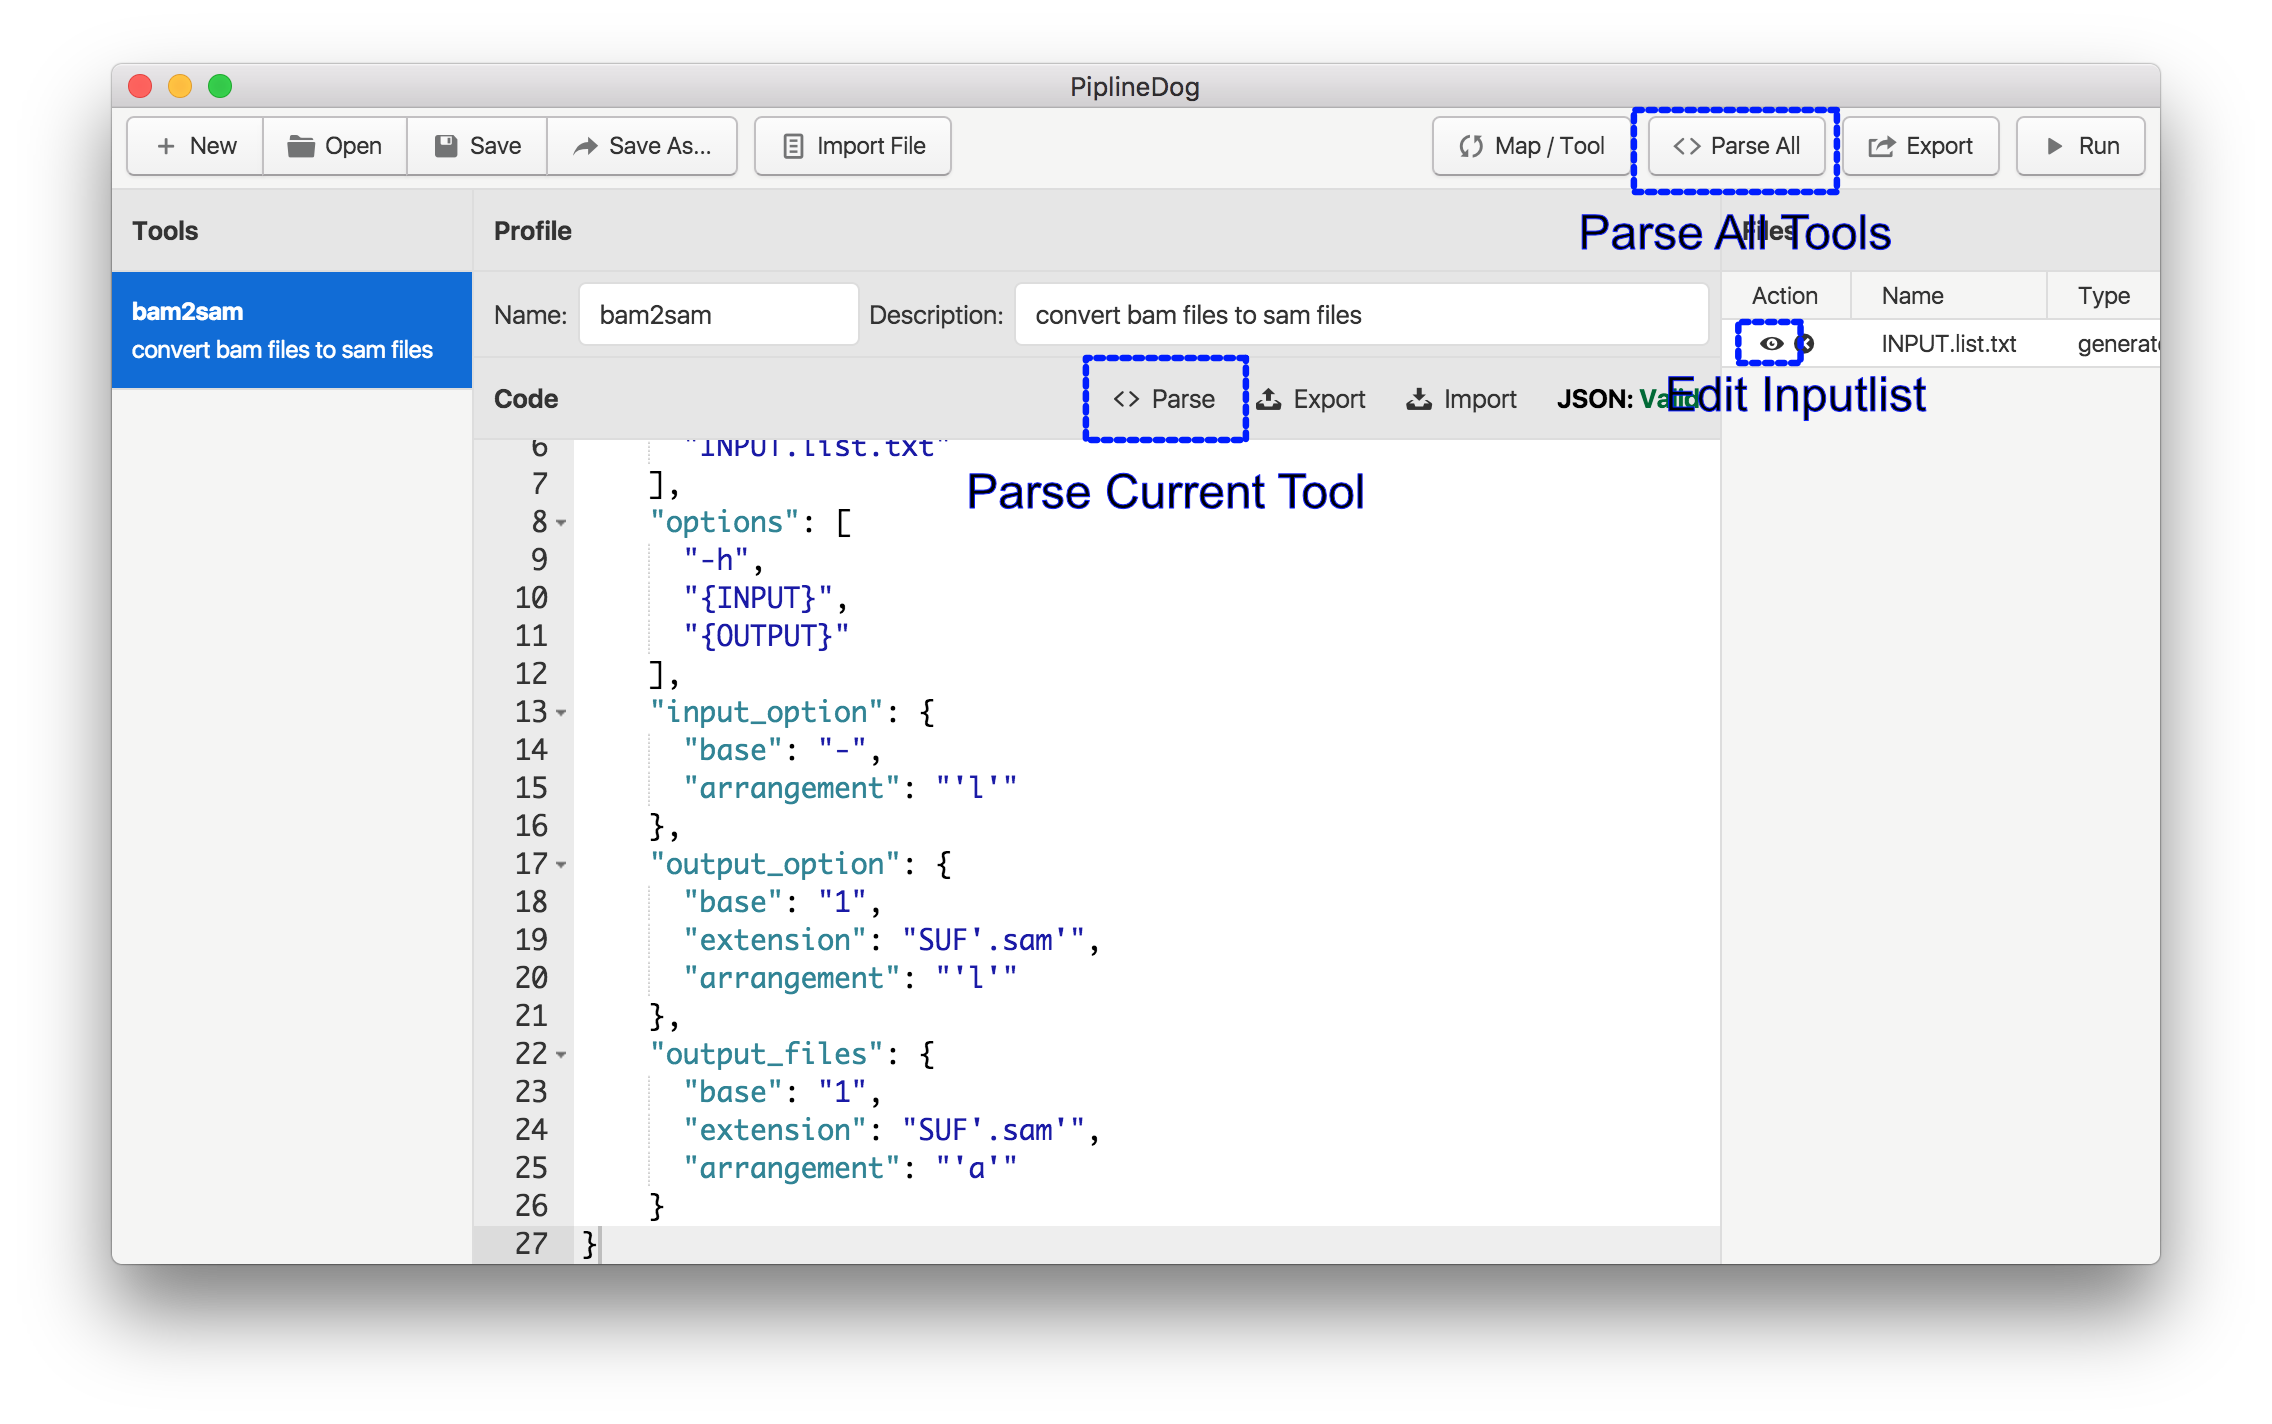 PiplineDog
New Open Save Save As... Import File Map / Tool <> Parse All Export Run
Tools Profile Files
Parse All Tools
bam2sam
convert bam files to sam files
Name: bam2sam Description: convert bam files to sam files
Action Name Type
INPUT.list.txt generate
Edit Inputlist
Code <> Parse Export Import JSON: Valid
Parse Current Tool
6 "INPUT.list.txt"
7 ],
8 "options": [
9 "-h",
10 "{INPUT}",
11 "{OUTPUT}"
12 ],
13 "input_option": {
14 "base": "-",
15 "arrangement": "'l'"
16 },
17 "output_option": {
18 "base": "1",
19 "extension": "SUF'.sam'",
20 "arrangement": "'l'"
21 },
22 "output_files": {
23 "base": "1",
24 "extension": "SUF'.sam'",
25 "arrangement": "'a'"
26 }
27 }